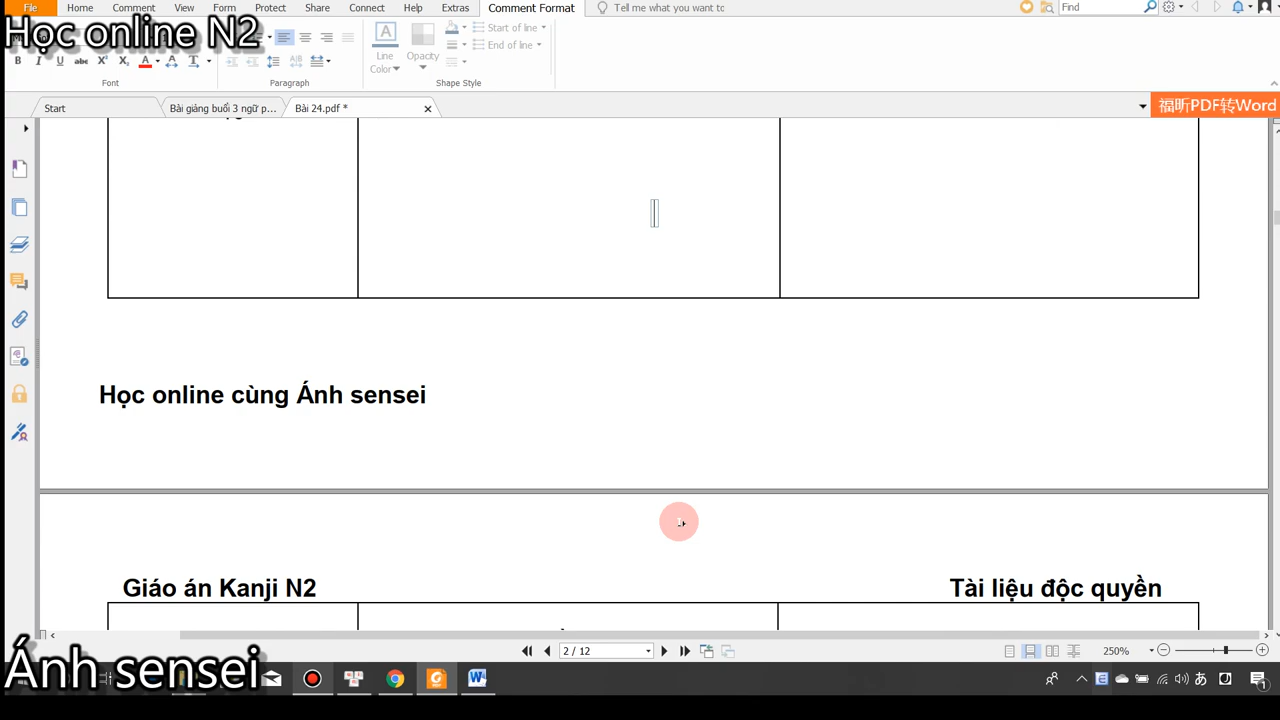 File Home Comment View Form Protect Share Connect Help Extras Comment Format Tell me what you want to Find
Học online N2
Start of line
End of line
Line Color
Opacity
Font Paragraph Shape Style
Start Bài giảng buổi 3 ngữ p... Bài 24.pdf * 福昕PDF转Word
Học online cùng Ánh sensei
Giáo án Kanji N2 Tài liệu độc quyền
2 / 12 250%
Ánh sensei